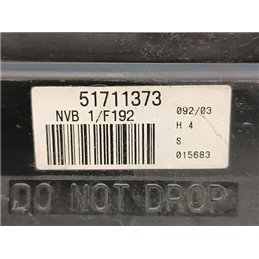 51711373
NVB 1/F192
092/03
H 4
S
015683
DO NOT DROP